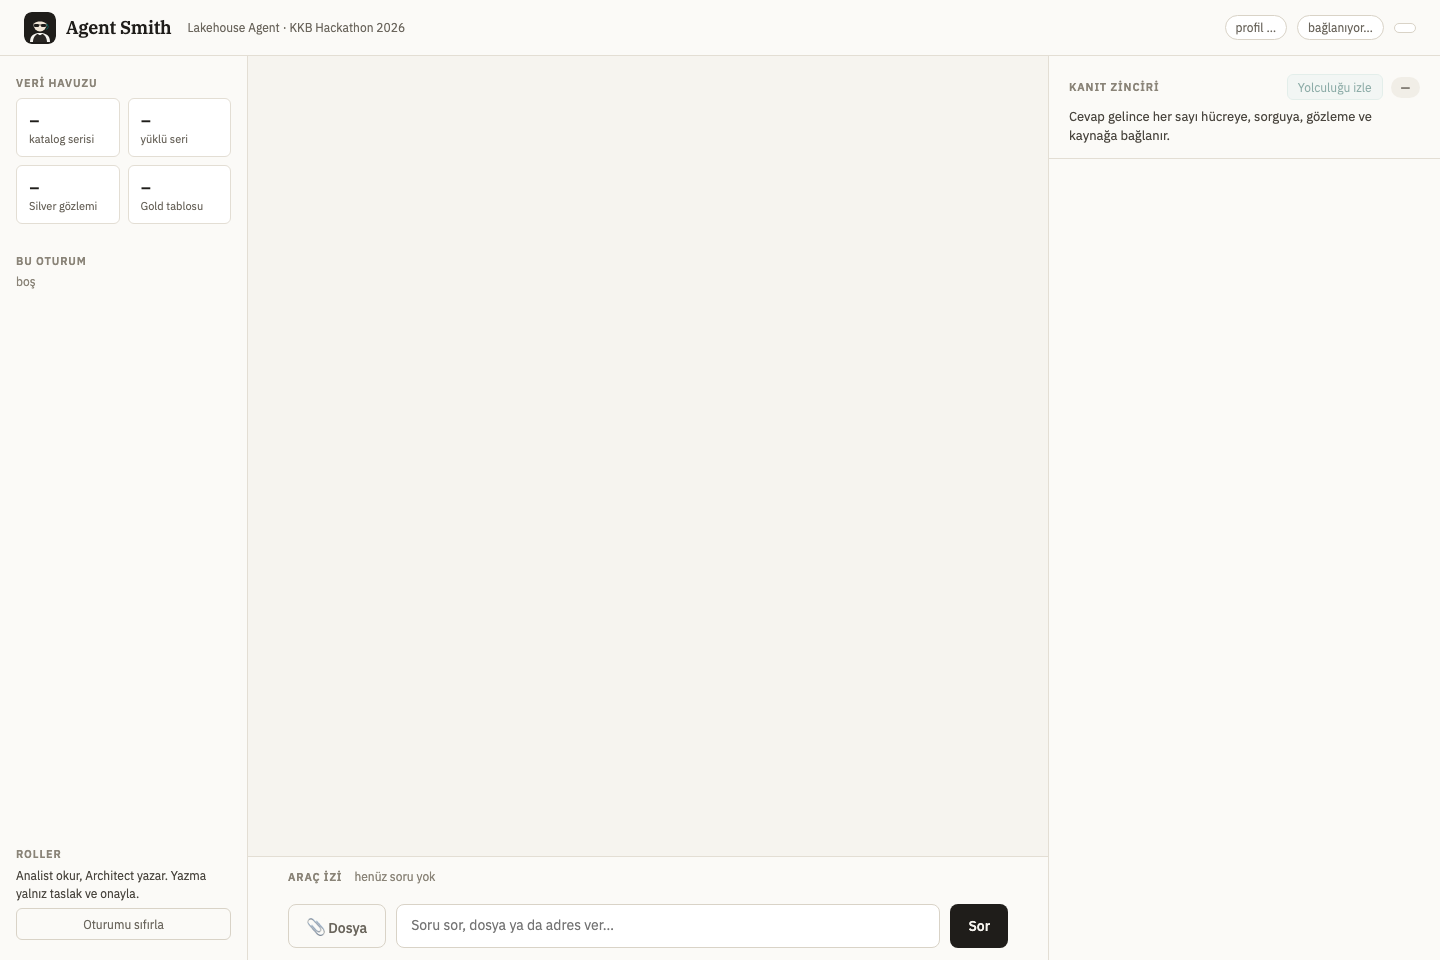 Agent Smith
Lakehouse Agent · KKB Hackathon 2026
profil ...
bağlanıyor...
VERİ HAVUZU
–
katalog serisi
–
yüklü seri
–
Silver gözlemi
–
Gold tablosu
BU OTURUM
boş
ROLLER
Analist okur, Architect yazar. Yazma
yalnız taslak ve onayla.
Oturumu sıfırla
ARAÇ İZİ
henüz soru yok
Dosya
Soru sor, dosya ya da adres ver...
Sor
KANIT ZİNCİRİ
Yolculuğu izle
—
Cevap gelince her sayı hücreye, sorguya, gözleme ve
kaynağa bağlanır.